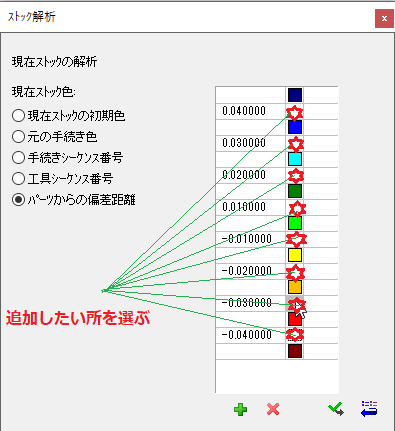 ｽﾄｯｸ解析
現在ｽﾄｯｸの解析
現在ｽﾄｯｸ色:
現在ｽﾄｯｸの初期色
元の手続き色
手続きｼｰｹﾝｽ番号
工具ｼｰｹﾝｽ番号
ﾊﾟｰﾂからの偏差距離
0.040000
0.030000
0.020000
0.010000
-0.010000
-0.020000
-0.030000
-0.040000
追加したい所を選ぶ